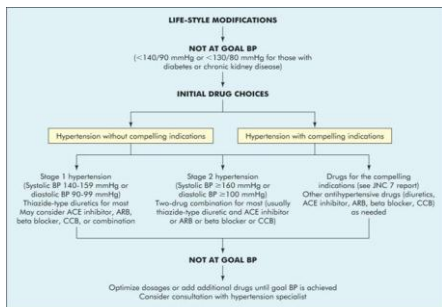 LIFE-STYLE MODIFICATIONS
NOT AT GOAL BP
(<140/90 mmHg or <130/80 mmHg for those with
diabetes or chronic kidney disease)
INITIAL DRUG CHOICES
Hypertension without compelling indications
Hypertension with compelling indications
Stage 1 hypertension
(Systolic BP 140-159 mmHg or
diastolic BP 90-99 mmHg)
Thiazide-type diuretics for most
May consider ACE inhibitor, ARB,
beta blocker, CCB, or combination
Stage 2 hypertension
(Systolic BP ≥160 mmHg or
diastolic BP ≥100 mmHg)
Two-drug combination for most (usually
thiazide-type diuretic and ACE inhibitor
or ARB or beta blocker or CCB)
Drugs for the compelling
indications (see JNC 7 report)
Other antihypertensive drugs (diuretics,
ACE inhibitor, ARB, beta blocker, CCB)
as needed
NOT AT GOAL BP
Optimize dosages or add additional drugs until goal BP is achieved
Consider consultation with hypertension specialist